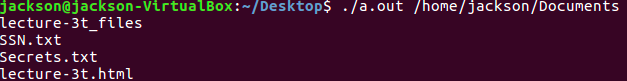 jackson@jackson-VirtualBox:~/Desktop$ ./a.out /home/jackson/Documents
lecture-3t_files
SSN.txt
Secrets.txt
lecture-3t.html